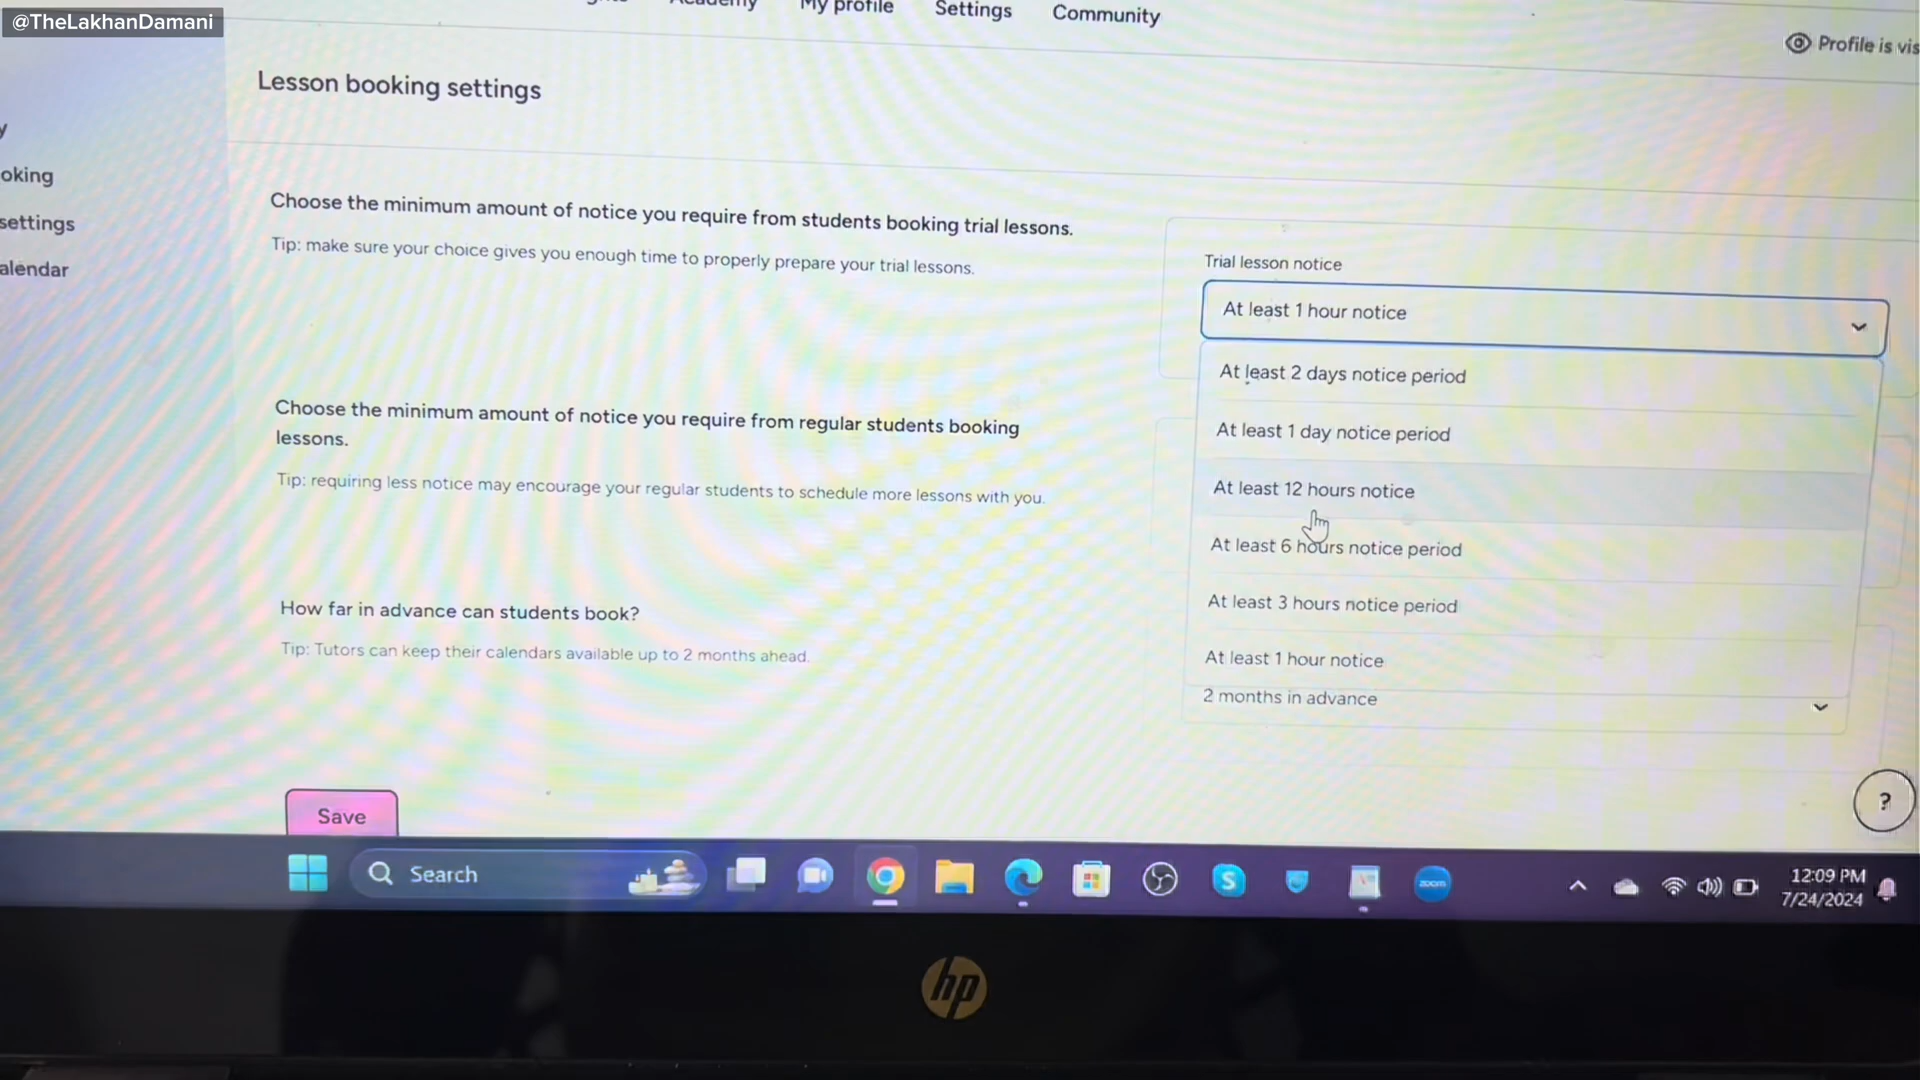 @TheLakhanDamani
My profile
Settings
Community
Profile is vis
Lesson booking settings
y
oking
settings
alendar
Choose the minimum amount of notice you require from students booking trial lessons.
Tip: make sure your choice gives you enough time to properly prepare your trial lessons.
Trial lesson notice
At least 1 hour notice
At least 2 days notice period
At least 1 day notice period
At least 12 hours notice
At least 6 hours notice period
At least 3 hours notice period
At least 1 hour notice
2 months in advance
Choose the minimum amount of notice you require from regular students booking
lessons.
Tip: requiring less notice may encourage your regular students to schedule more lessons with you.
How far in advance can students book?
Tip: Tutors can keep their calendars available up to 2 months ahead.
Save
?
Search
S
zoom
12:09 PM
7/24/2024
hp